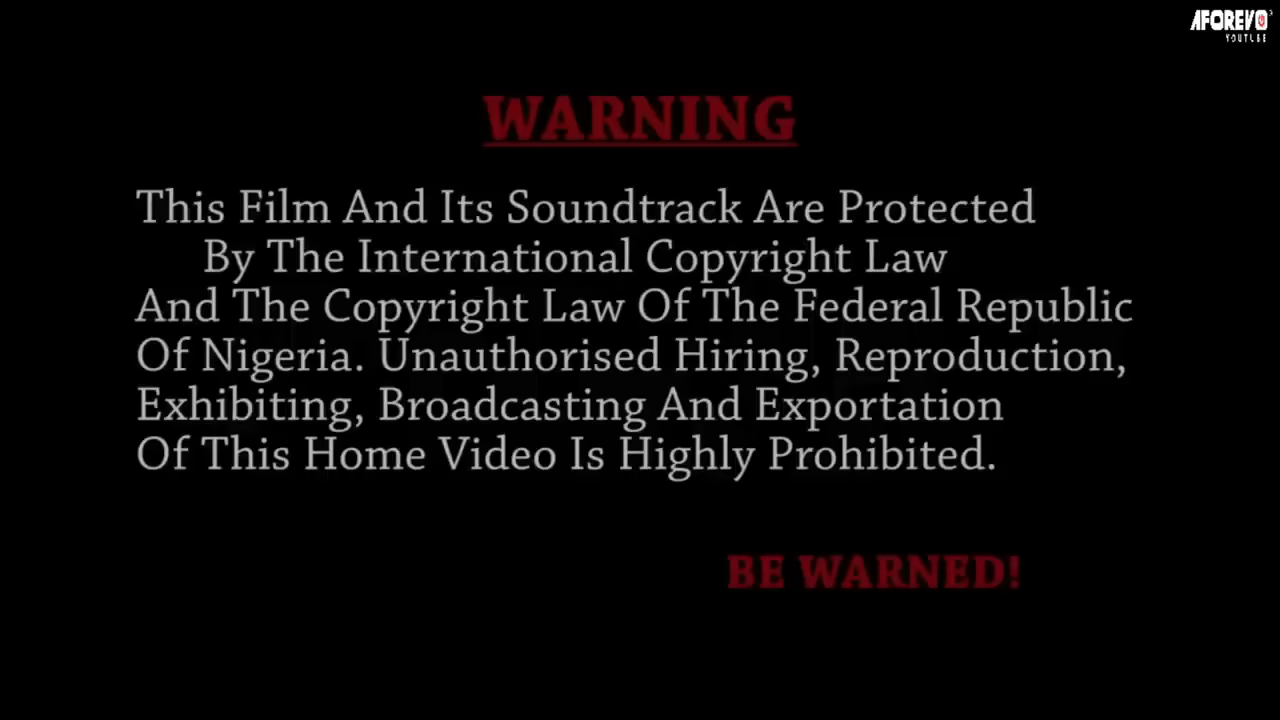 AFOREVO
YOUTUBE
WARNING
This Film And Its Soundtrack Are Protected
By The International Copyright Law
And The Copyright Law Of The Federal Republic
Of Nigeria. Unauthorised Hiring, Reproduction,
Exhibiting, Broadcasting And Exportation
Of This Home Video Is Highly Prohibited.
BE WARNED!